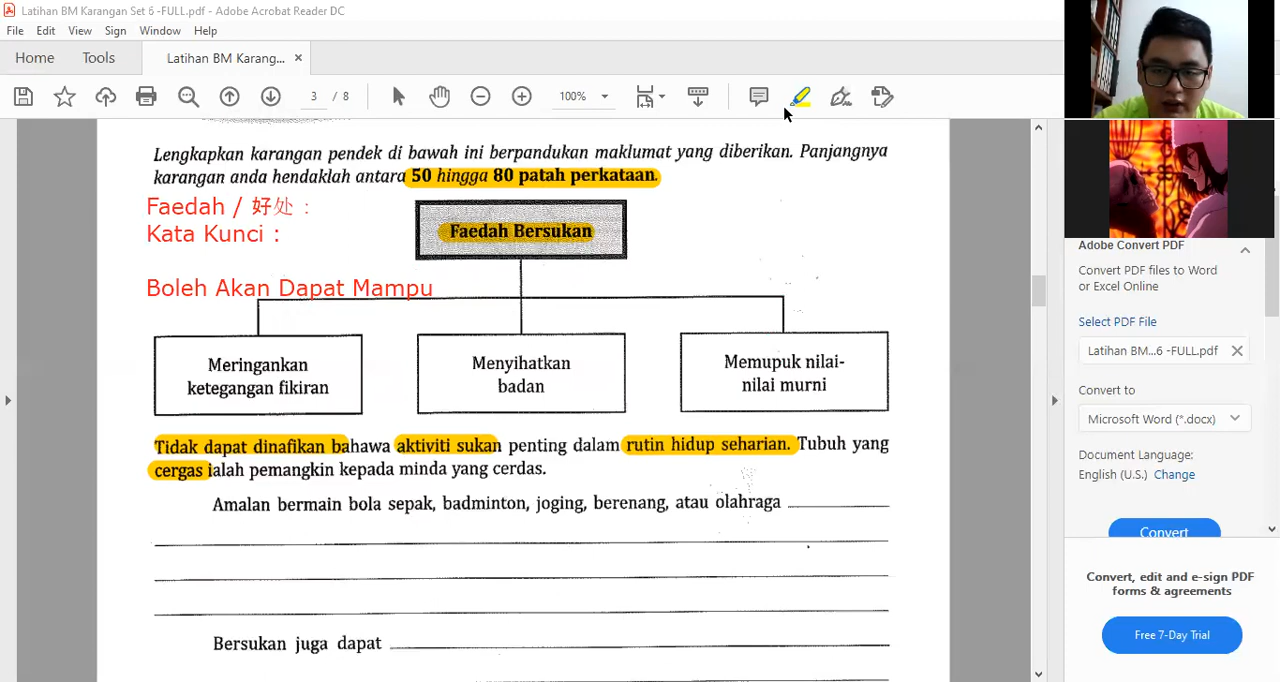 Latihan BM Karangan Set 6 -FULL.pdf - Adobe Acrobat Reader DC
File Edit View Sign Window Help
Home Tools Latihan BM Karang... ×
3 / 8 100%
Lengkapkan karangan pendek di bawah ini berpandukan maklumat yang diberikan. Panjangnya
karangan anda hendaklah antara 50 hingga 80 patah perkataan.
Faedah / 好处 :
Kata Kunci :
Faedah Bersukan
Boleh Akan Dapat Mampu
Meringankan
ketegangan fikiran
Menyihatkan
badan
Memupuk nilai-
nilai murni
Tidak dapat dinafikan bahawa aktiviti sukan penting dalam rutin hidup seharian. Tubuh yang
cergas ialah pemangkin kepada minda yang cerdas.
Amalan bermain bola sepak, badminton, joging, berenang, atau olahraga
Bersukan juga dapat
Adobe Convert PDF
Convert PDF files to Word
or Excel Online
Select PDF File
Latihan BM...6 -FULL.pdf
Convert to
Microsoft Word (*.docx)
Document Language:
English (U.S.) Change
Convert
Convert, edit and e-sign PDF
forms & agreements
Free 7-Day Trial